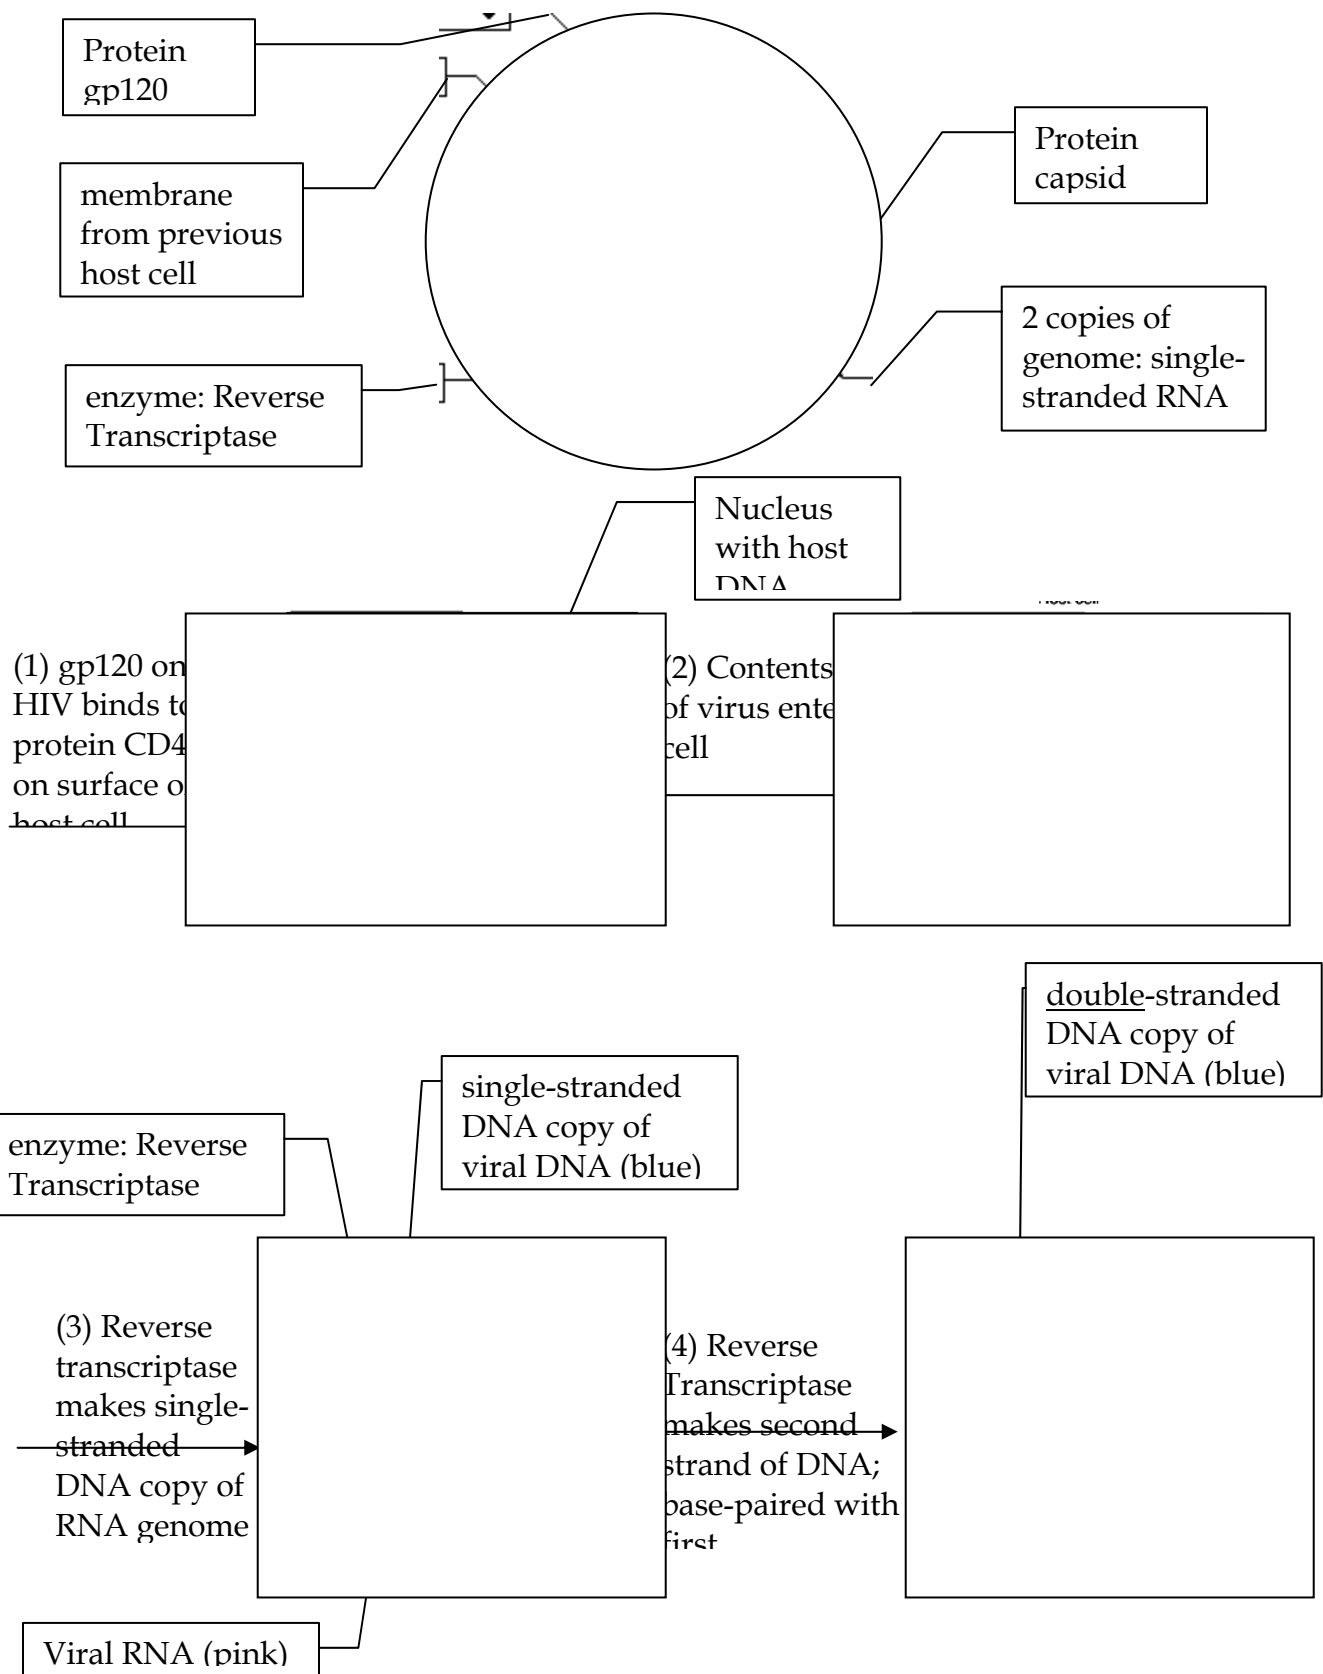 Protein
gp120
membrane
from previous
host cell
enzyme: Reverse
Transcriptase
Protein
capsid
2 copies of
genome: single-
stranded RNA
Nucleus
with host
DNA
(1) gp120 on
HIV binds to
protein CD4
on surface o
host cell
(2) Contents
of virus ente
cell
double-stranded
DNA copy of
viral DNA (blue)
single-stranded
DNA copy of
viral DNA (blue)
enzyme: Reverse
Transcriptase
(3) Reverse
transcriptase
makes single-
stranded
DNA copy of
RNA genome
(4) Reverse
Transcriptase
makes second
strand of DNA;
base-paired with
first
Viral RNA (pink)